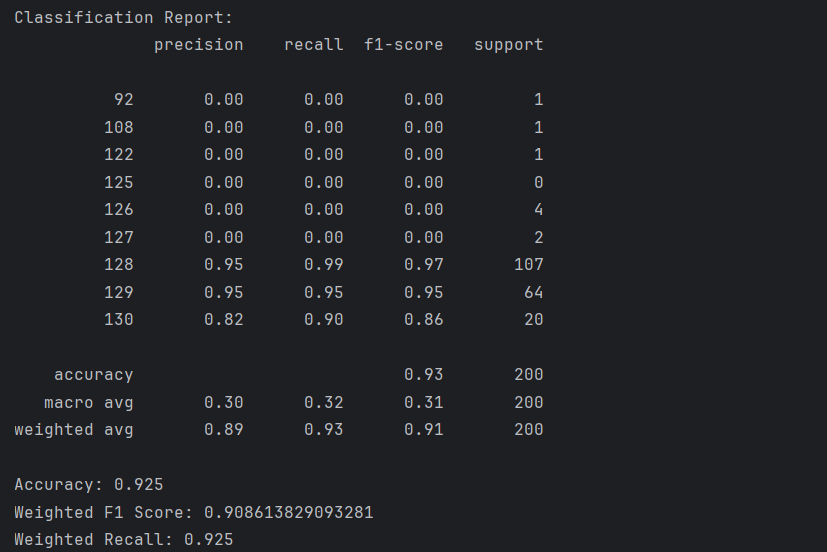 Classification Report:
precision recall f1-score support
92 0.00 0.00 0.00 1
108 0.00 0.00 0.00 1
122 0.00 0.00 0.00 1
125 0.00 0.00 0.00 0
126 0.00 0.00 0.00 4
127 0.00 0.00 0.00 2
128 0.95 0.99 0.97 107
129 0.95 0.95 0.95 64
130 0.82 0.90 0.86 20
accuracy 0.93 200
macro avg 0.30 0.32 0.31 200
weighted avg 0.89 0.93 0.91 200
Accuracy: 0.925
Weighted F1 Score: 0.908613829093281
Weighted Recall: 0.925